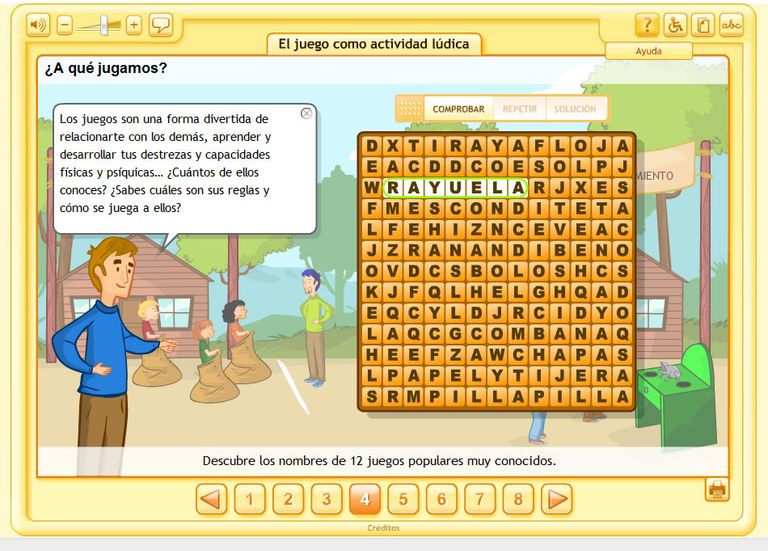 abc
El juego como actividad lúdica
Ayuda
¿A qué jugamos?
COMPROBAR REPETIR SOLUCIÓN
Los juegos son una forma divertida de
relacionarte con los demás, aprender y
desarrollar tus destrezas y capacidades
físicas y psíquicas... ¿Cuántos de ellos
conoces? ¿Sabes cuáles son sus reglas y
cómo se juega a ellos?
MIENTO
D X T I R A Y A F L O J A
E A C D D C O E S O L P J
W R A Y U E L A R J X E S
F M E S C O N D I T E T A
L F E H I Z N C E V E A C
J Z R A N A N D I B E N O
O V D C S B O L O S H C S
K J F Q L H E L G H Q A D
E Q C Y L D J R C I D Y O
L A Q C G C O M B A N A Q
H E E F Z A W C H A P A S
L P A P E L Y T I J E R A
S R M P I L L A P I L L A
Descubre los nombres de 12 juegos populares muy conocidos.
1 2 3 4 5 6 7 8
Créditos